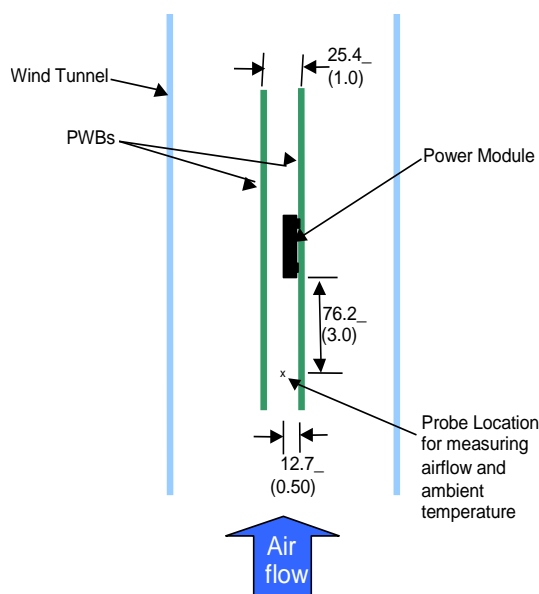 25.4_
(1.0)
Wind Tunnel
PWBs
Power Module
76.2_
(3.0)
x
Probe Location
for measuring
airflow and
ambient
temperature
12.7_
(0.50)
Air
flow